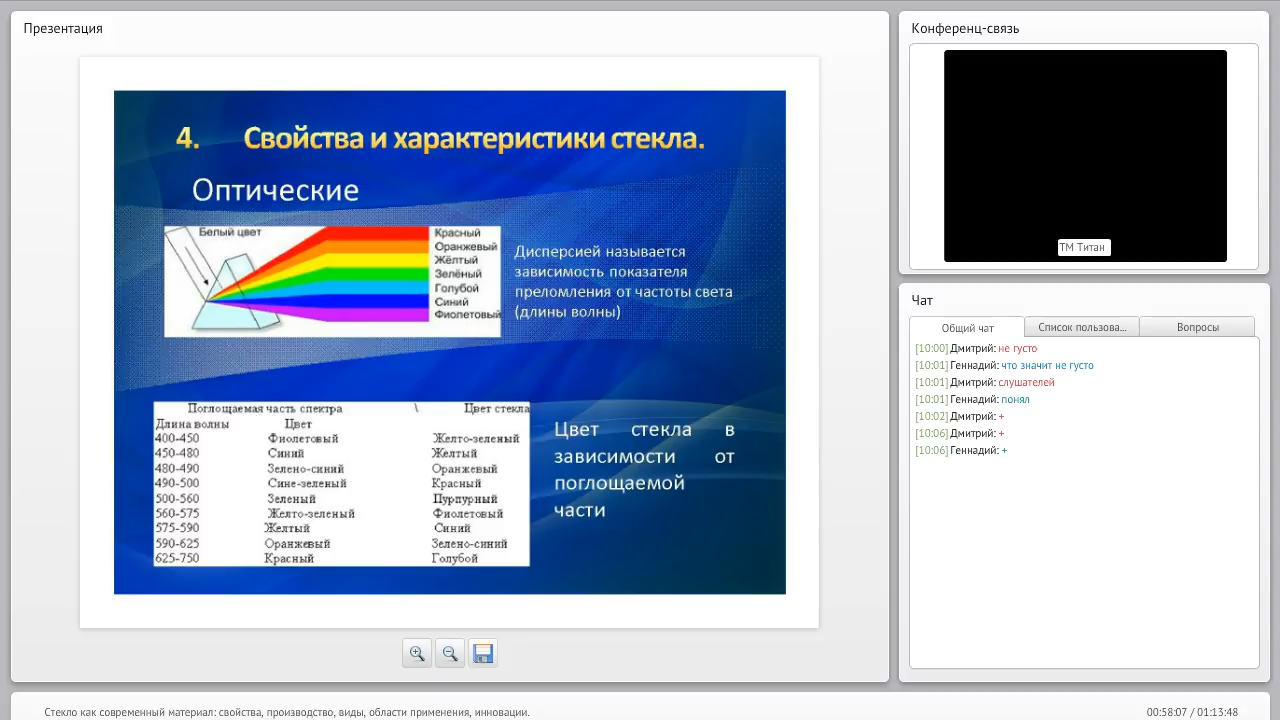 Презентация
4. Свойства и характеристики стекла.
Оптические
Белый цвет
Красный
Оранжевый
Жёлтый
Зелёный
Голубой
Синий
Фиолетовый
Дисперсией называется
зависимость показателя
преломления от частоты света
(длины волны)
Поглощаемая часть спектра \ Цвет стекла
Длина волны Цвет
400-450 Фиолетовый Желто-зеленый
450-480 Синий Желтый
480-490 Зелено-синий Оранжевый
490-500 Сине-зеленый Красный
500-560 Зеленый Пурпурный
560-575 Желто-зеленый Фиолетовый
575-590 Желтый Синий
590-625 Оранжевый Зелено-синий
625-750 Красный Голубой
Цвет стекла в
зависимости от
поглощаемой
части
Конференц-связь
ТМ Титан
Чат
Общий чат Список пользова... Вопросы
[10:00] Дмитрий: не густо
[10:01] Геннадий: что значит не густо
[10:01] Дмитрий: слушателей
[10:01] Геннадий: понял
[10:02] Дмитрий: +
[10:06] Дмитрий: +
[10:06] Геннадий: +
Стекло как современный материал: свойства, производство, виды, области применения, инновации. 00:58:07 / 01:13:48